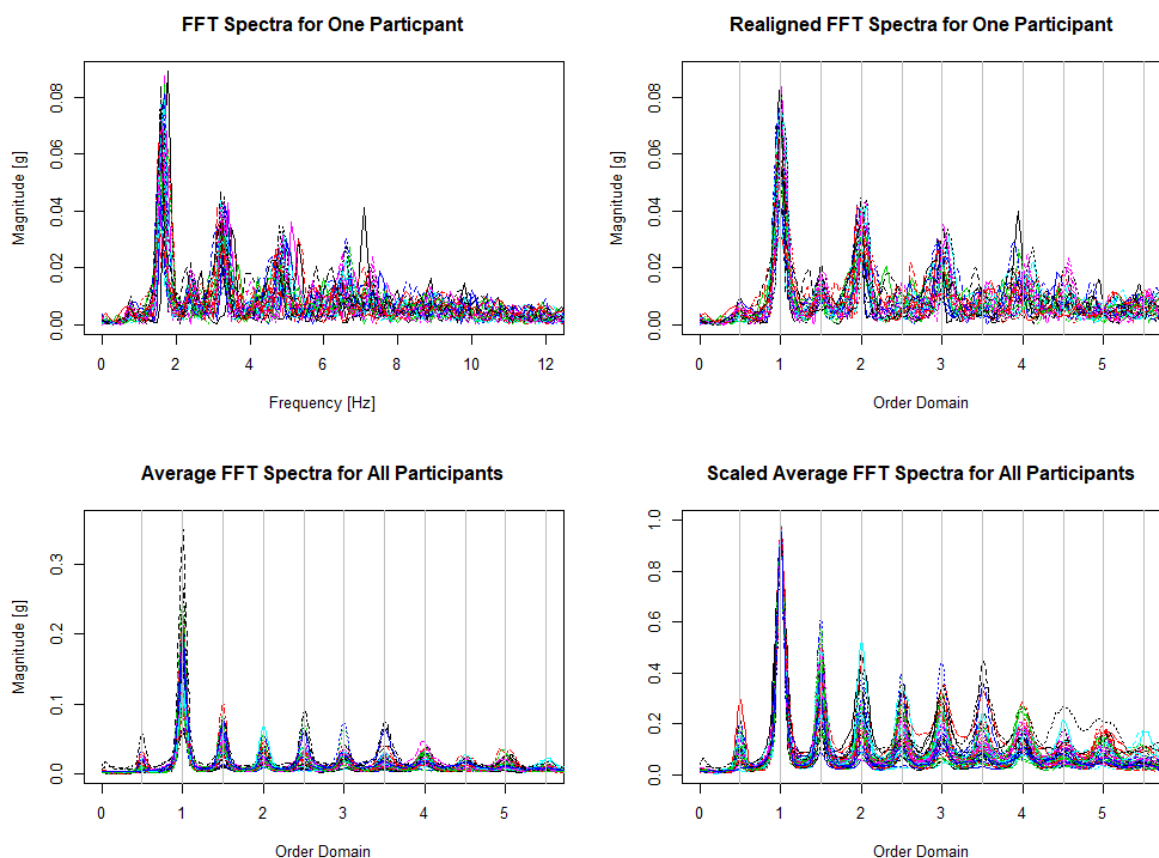 FFT Spectra for One Particpant
Magnitude [g]
0.00 0.02 0.04 0.06 0.08
0 2 4 6 8 10 12
Frequency [Hz]
Realigned FFT Spectra for One Participant
Magnitude [g]
0.00 0.02 0.04 0.06 0.08
0 1 2 3 4 5
Order Domain
Average FFT Spectra for All Participants
Magnitude [g]
0.0 0.1 0.2 0.3
0 1 2 3 4 5
Order Domain
Scaled Average FFT Spectra for All Participants
0.0 0.2 0.4 0.6 0.8 1.0
0 1 2 3 4 5
Order Domain